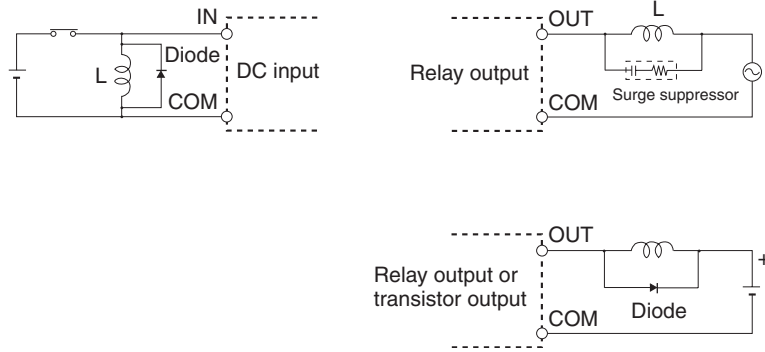 IN
Diode
L
DC input
COM
OUT
L
Relay output
Surge suppressor
COM
OUT
+
Relay output or
transistor output
Diode
COM